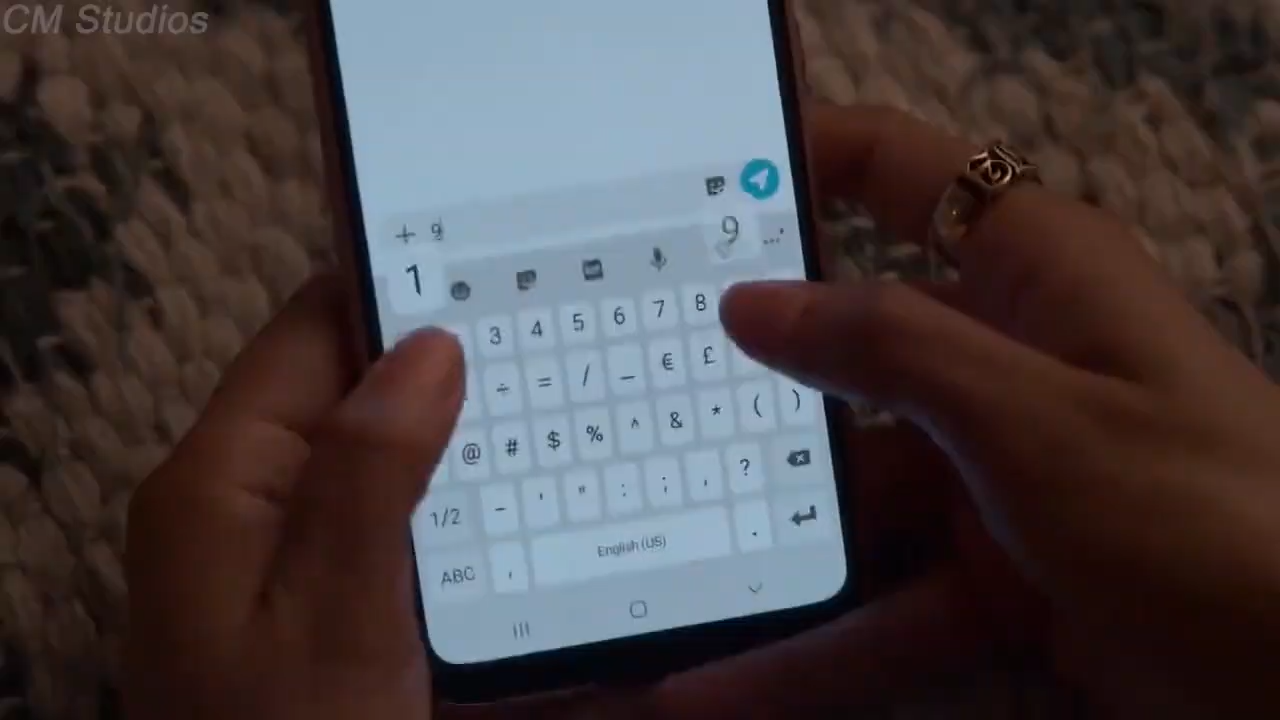 CM Studios
+ 9
1
9
3 4 5 6 7 8
÷ = / _ € £
@ # $ % ^ & * ( )
1/2 - ' " : ; , ?
ABC , English (US) .